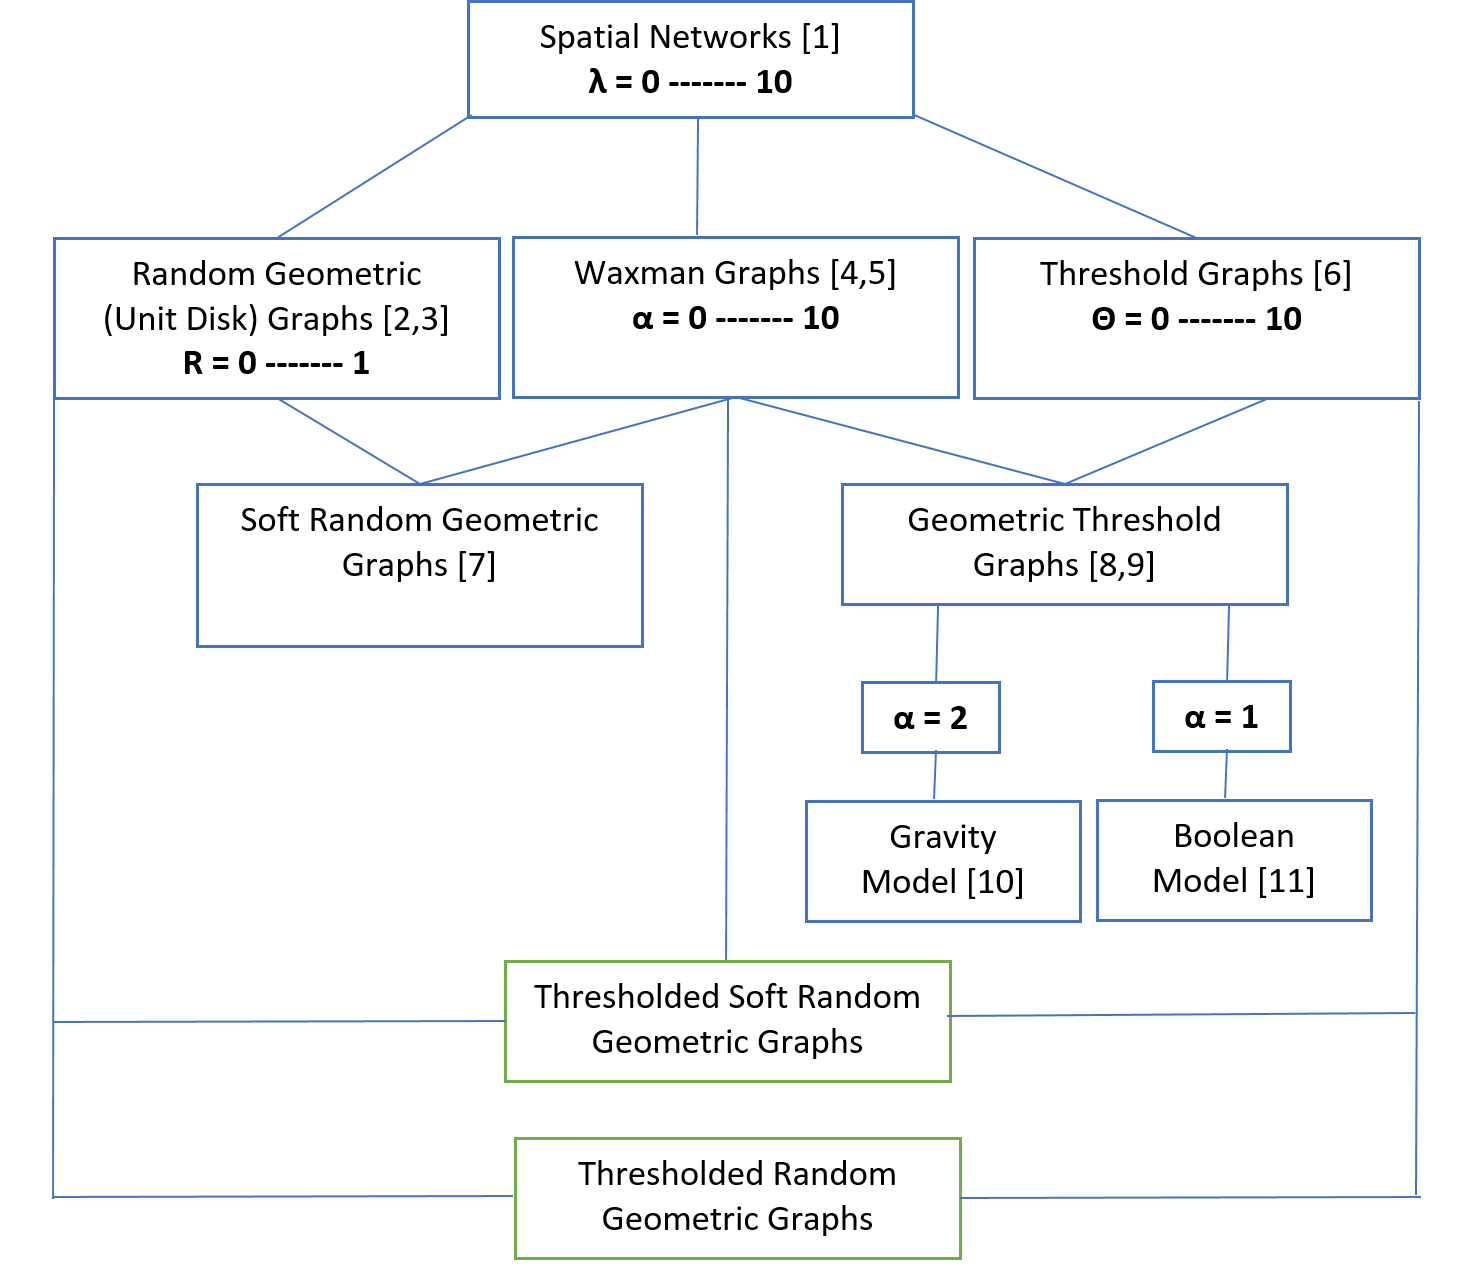 Spatial Networks [1]
λ = 0 ------- 10
Random Geometric
(Unit Disk) Graphs [2,3]
R = 0 ------- 1
Waxman Graphs [4,5]
α = 0 ------- 10
Threshold Graphs [6]
Θ = 0 ------- 10
Soft Random Geometric
Graphs [7]
Geometric Threshold
Graphs [8,9]
α = 2
α = 1
Gravity
Model [10]
Boolean
Model [11]
Thresholded Soft Random
Geometric Graphs
Thresholded Random
Geometric Graphs